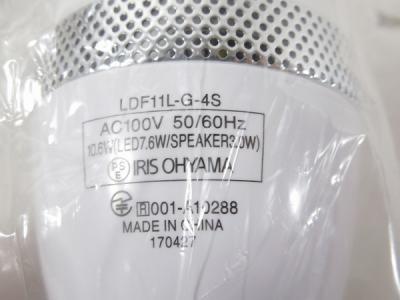 LDF11L-G-4S
AC100V 50/60Hz
10.6W(LED7.6W/SPEAKER3.0W)
PSE IRIS OHYAMA
R 001-A10288
MADE IN CHINA
170427